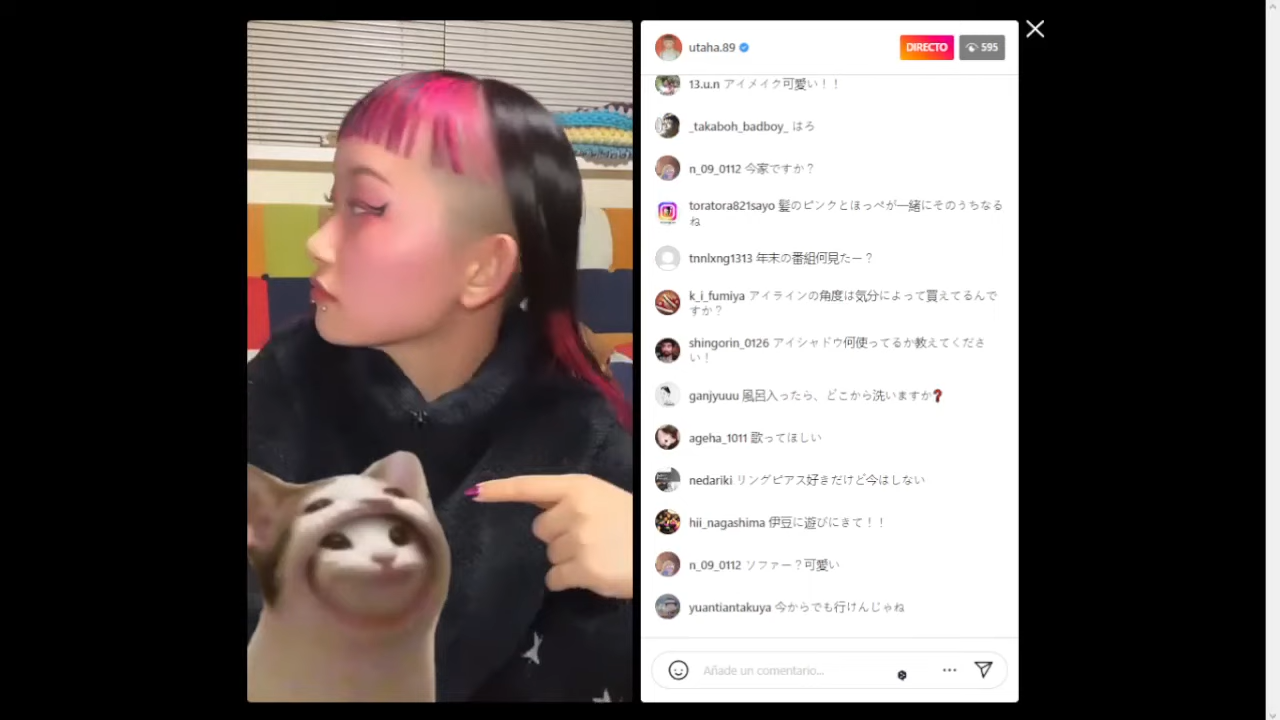 utaha.89
DIRECTO
595
13.u.n アイメイク可愛い！！
_takaboh_badboy_ はろ
n_09_0112 今家ですか？
toratora821sayo 髪のピンクとほっぺが一緒にそのうちなる
ね
tnnlxng1313 年末の番組何見たー？
k_i_fumiya アイラインの角度は気分によって買えてるんで
すか？
shingorin_0126 アイシャドウ何使ってるか教えてくださ
い！
ganjyuuu 風呂入ったら、どこから洗いますか❓
ageha_1011 歌ってほしい
nedariki リングピアス好きだけど今はしない
hii_nagashima 伊豆に遊びにきて！！
n_09_0112 ソファー？可愛い
yuantiantakuya 今からでも行けんじゃね
Añade un comentario...